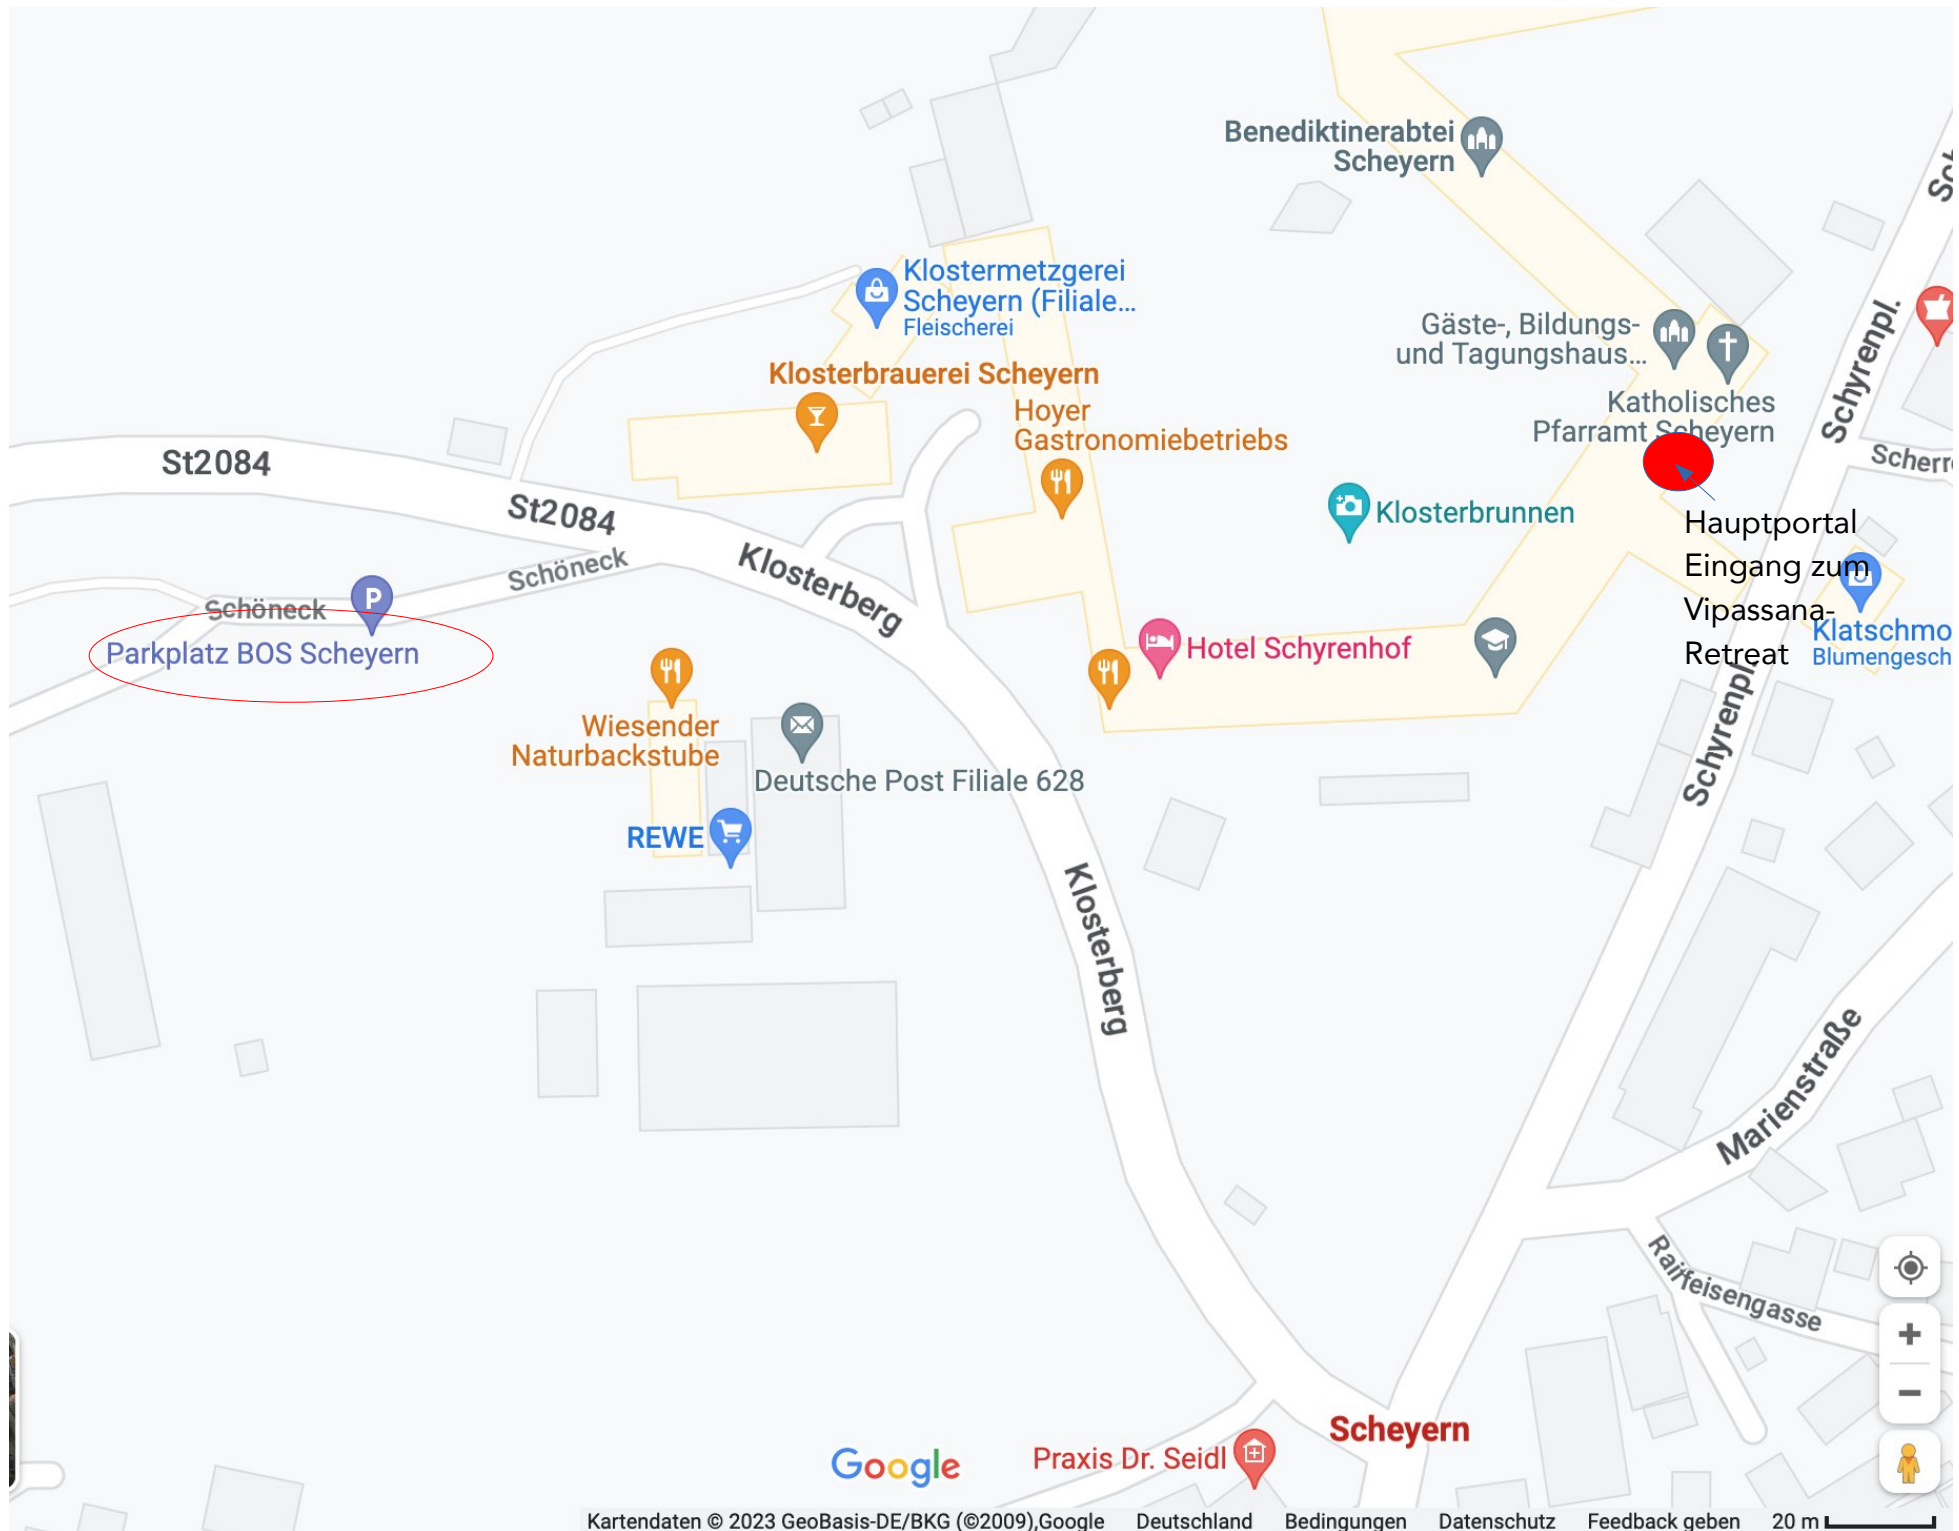 Benediktinerabtei
Scheyern
Schyrenpl.
Klostermetzgerei
Scheyern (Filiale...
Fleischerei
Gäste-, Bildungs-
und Tagungshaus...
Klosterbrauerei Scheyern
Hoyer
Gastronomiebetriebs
Katholisches
Pfarramt Scheyern
St2084
St2084
Schöneck
Schöneck
Klosterberg
Klosterbrunnen
Hauptportal
Eingang zum
Vipassana-
Retreat
Klatschmo
Blumengesch
P
Parkplatz BOS Scheyern
Hotel Schyrenhof
Schyrenpl.
Wiesender
Naturbackstube
Deutsche Post Filiale 628
REWE
Klosterberg
Marienstraße
Raiffeisengasse
Scheyern
Praxis Dr. Seidl
Google
Kartendaten © 2023 GeoBasis-DE/BKG (©2009),Google Deutschland Bedingungen Datenschutz Feedback geben 20 m